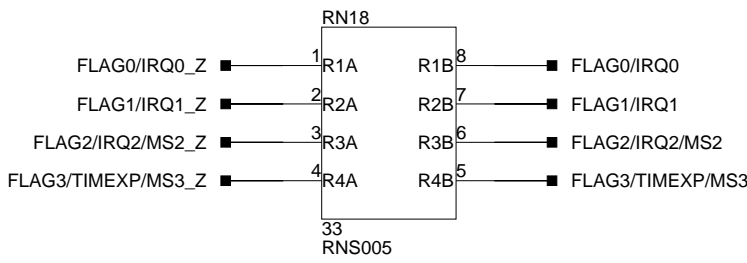 RN18
FLAG0/IRQ0_Z 1 R1A R1B 8 FLAG0/IRQ0
FLAG1/IRQ1_Z 2 R2A R2B 7 FLAG1/IRQ1
FLAG2/IRQ2/MS2_Z 3 R3A R3B 6 FLAG2/IRQ2/MS2
FLAG3/TIMEXP/MS3_Z 4 R4A R4B 5 FLAG3/TIMEXP/MS3
33
RNS005